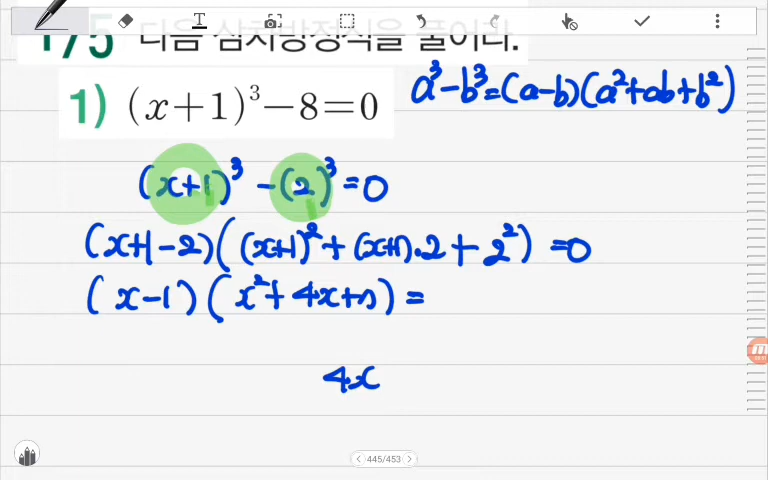 175 다음 삼차방정식을 풀어라.
1) (x+1)³−8=0
a³−b³=(a−b)(a²+ab+b²)
(x+1)³ −(2)³=0
(x+1−2)((x+1)²+(x+1)·2+2²)=0
(x−1)(x²+4x+)=
4x
445/453